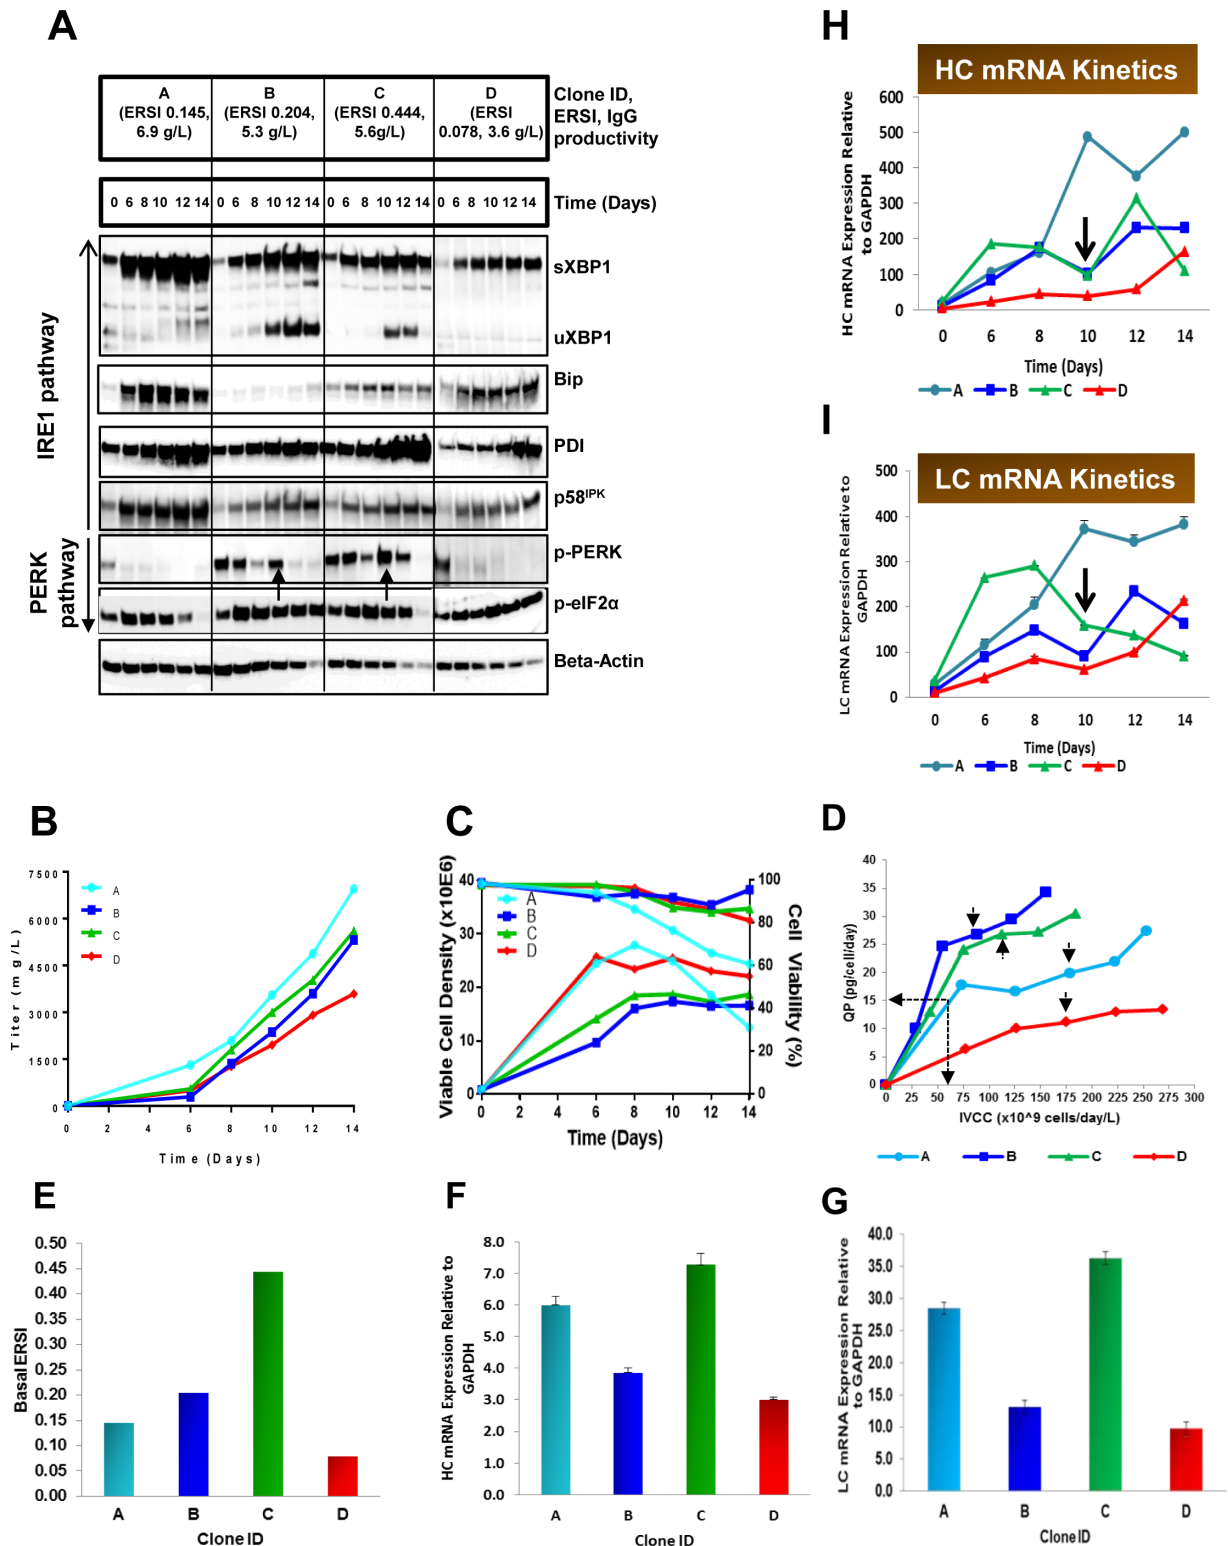 A
A
(ERSI 0.145,
6.9 g/L)
B
(ERSI 0.204,
5.3 g/L)
C
(ERSI 0.444,
5.6g/L)
D
(ERSI
0.078, 3.6 g/L)
Clone ID,
ERSI, IgG
productivity
0 6 8 10 12 14
0 6 8 10 12 14
0 6 8 10 12 14
0 6 8 10 12 14
Time (Days)
IRE1 pathway
PERK
pathway
sXBP1
uXBP1
Bip
PDI
p58IPK
p-PERK
p-eIF2α
Beta-Actin
H
HC mRNA Kinetics
HC mRNA Expression Relative
to GAPDH
600
500
400
300
200
100
0
0 6 8 10 12 14
Time (Days)
A B C D
I
LC mRNA Kinetics
LC mRNA Expression Relative to
GAPDH
500
400
300
200
100
0
0 6 8 10 12 14
Time (Days)
A B C D
B
Titer (mg/L)
7500
6000
4500
3000
1500
0
0 2 4 6 8 10 12 14
Time (Days)
A
B
C
D
C
Viable Cell Density (x10E6)
40
30
20
10
0
0 2 4 6 8 10 12 14
Time (Days)
A
B
C
D
100
80
60
40
20
0
Cell Viability (%)
D
QP (pg/cell/day)
40
35
30
25
20
15
10
5
0
0 25 50 75 100 125 150 175 200 225 250 275 300
IVCC (x10^9 cells/day/L)
A B C D
E
Basal ERSI
0.50
0.45
0.40
0.35
0.30
0.25
0.20
0.15
0.10
0.05
0.00
A B C D
Clone ID
F
HC mRNA Expression Relative to
GAPDH
8.0
7.0
6.0
5.0
4.0
3.0
2.0
1.0
0.0
A B C D
Clone ID
G
LC mRNA Expression Relative
to GAPDH
40.0
35.0
30.0
25.0
20.0
15.0
10.0
5.0
0.0
A B C D
Clone ID